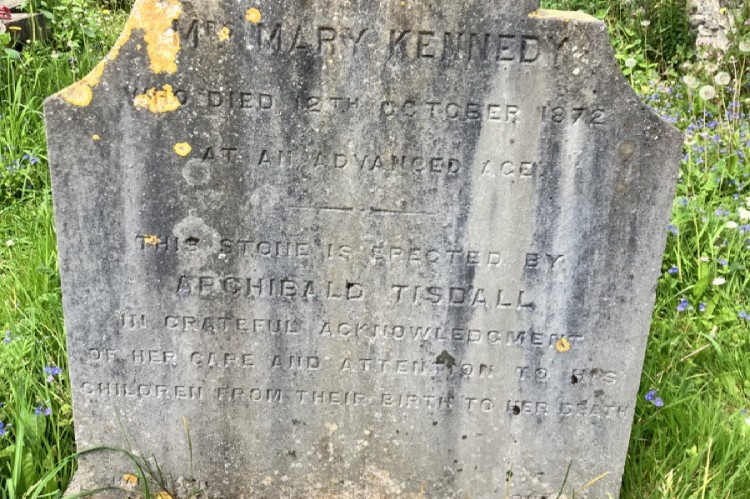 Mrs MARY KENNEDY
WHO DIED 12TH OCTOBER 1872
AT AN ADVANCED AGE.
THIS STONE IS ERECTED BY
ARCHIBALD TISDALL
IN GRATEFUL ACKNOWLEDGMENT
OF HER CARE AND ATTENTION TO HIS
CHILDREN FROM THEIR BIRTH TO HER DEATH